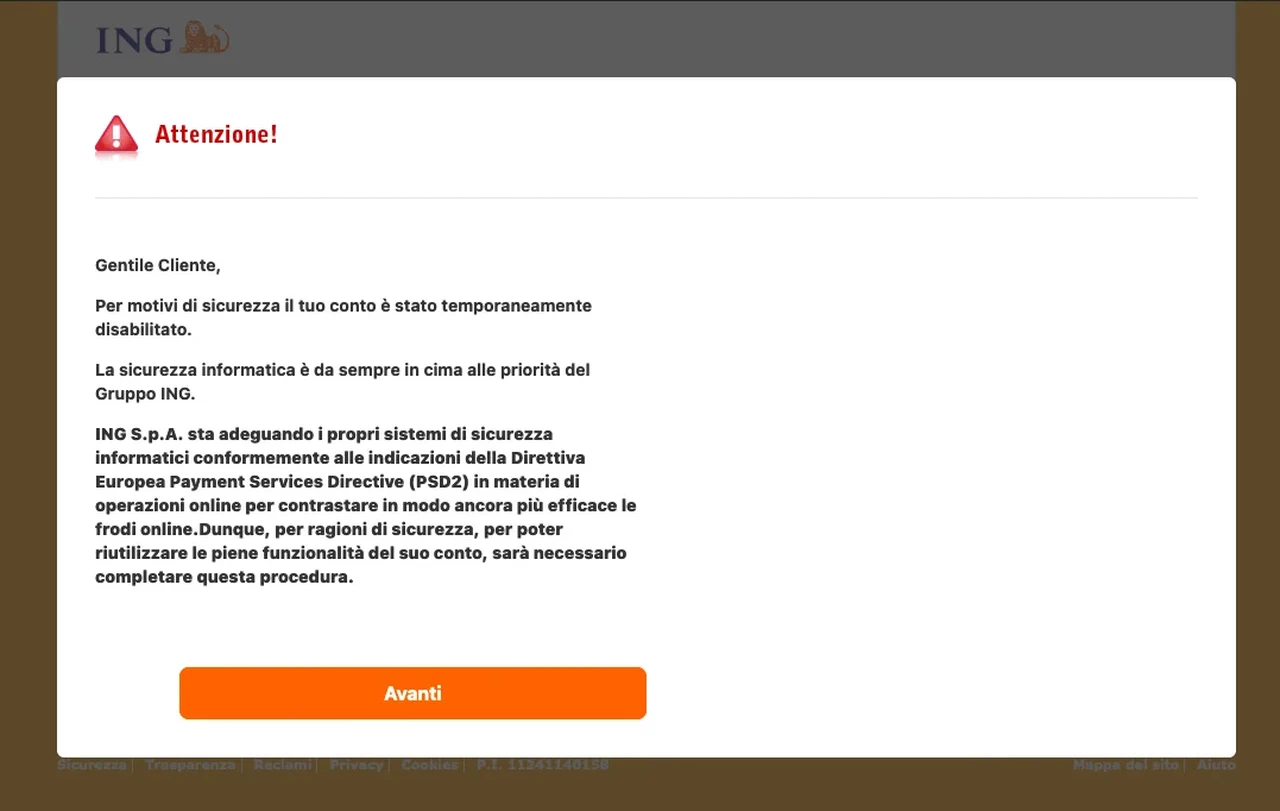 ING
Attenzione!
Gentile Cliente,
Per motivi di sicurezza il tuo conto è stato temporaneamente
disabilitato.
La sicurezza informatica è da sempre in cima alle priorità del
Gruppo ING.
ING S.p.A. sta adeguando i propri sistemi di sicurezza
informatici conformemente alle indicazioni della Direttiva
Europea Payment Services Directive (PSD2) in materia di
operazioni online per contrastare in modo ancora più efficace le
frodi online.Dunque, per ragioni di sicurezza, per poter
riutilizzare le piene funzionalità del suo conto, sarà necessario
completare questa procedura.
Avanti
Sicurezza | Trasparenza | Reclami | Privacy | Cookies | P.I. 11241140158 Mappa del sito | Aiuto